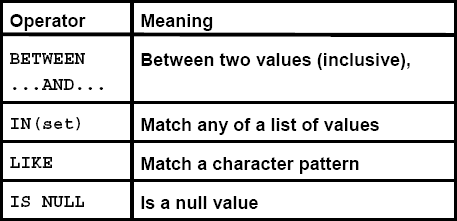 Operator Meaning
BETWEEN
...AND...
Between two values (inclusive),
IN(set) Match any of a list of values
LIKE Match a character pattern
IS NULL Is a null value